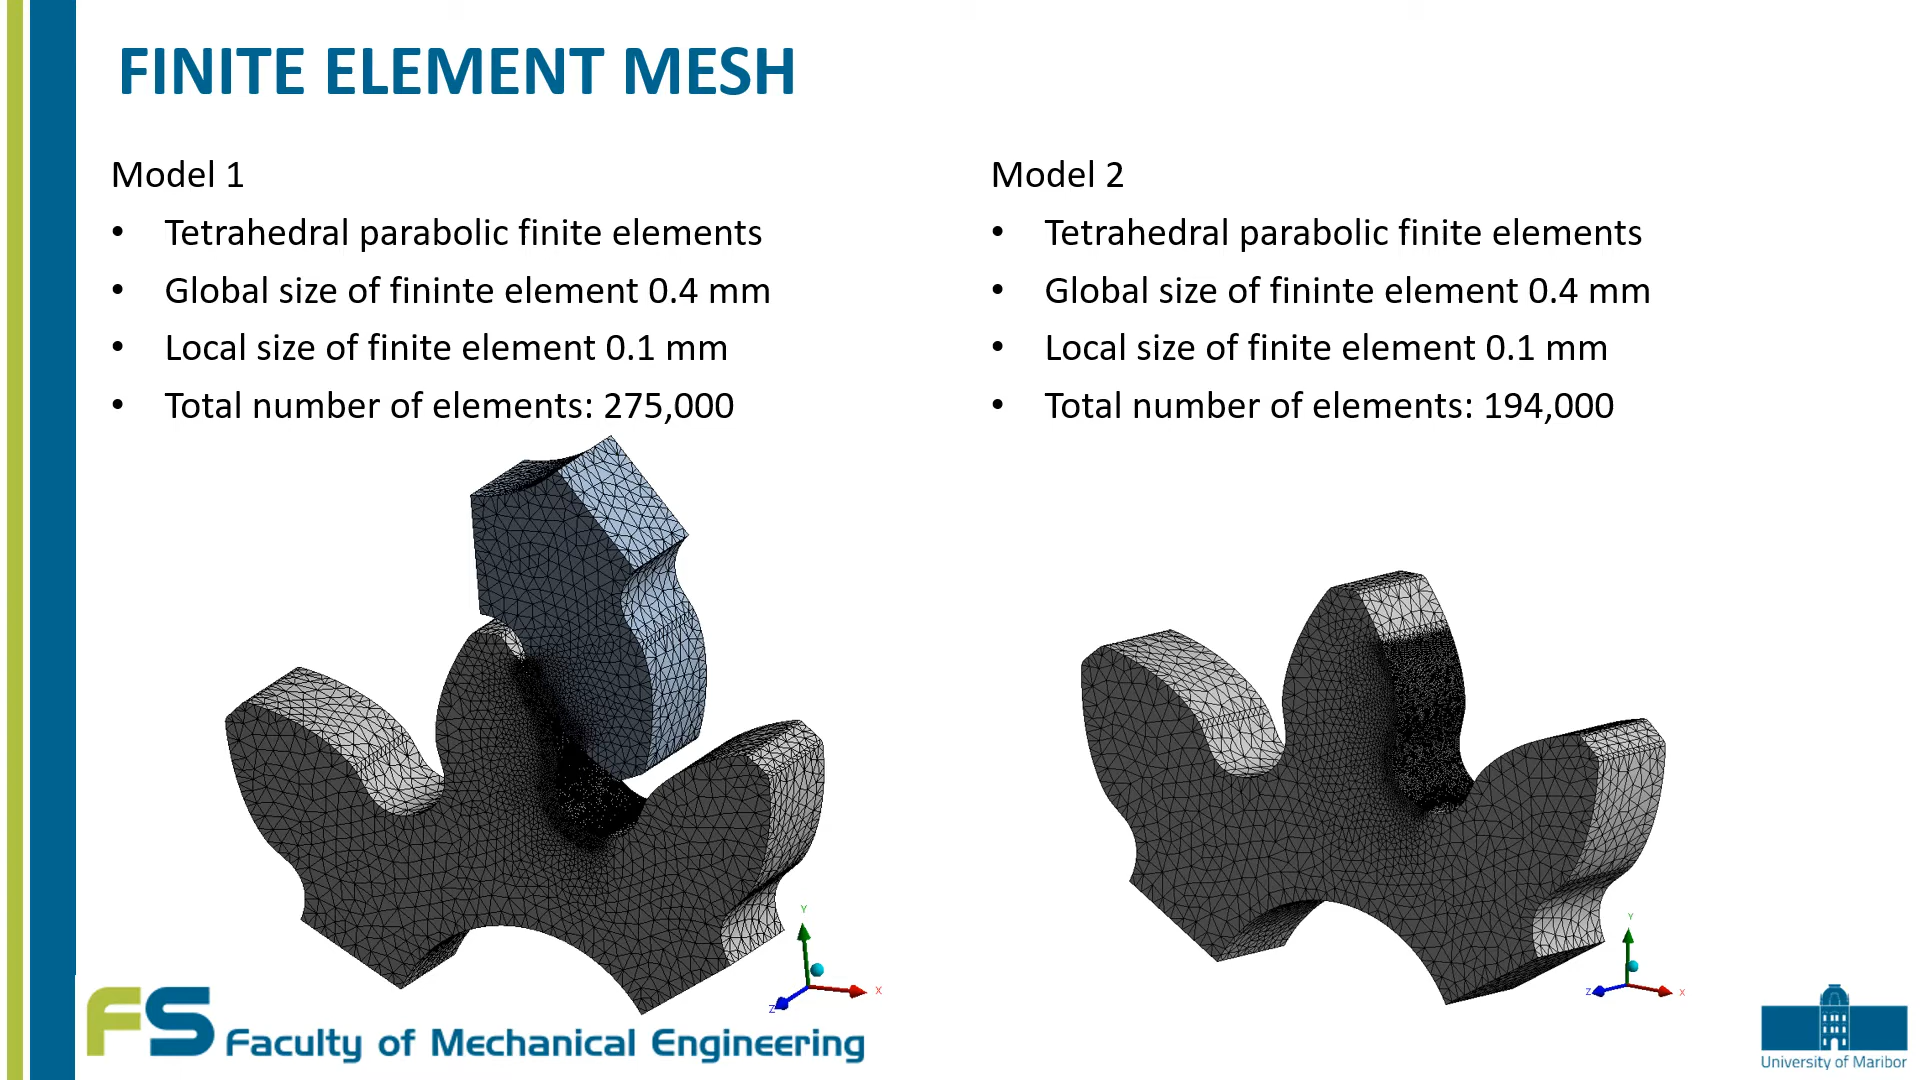 FINITE ELEMENT MESH
Model 1
• Tetrahedral parabolic finite elements
• Global size of fininte element 0.4 mm
• Local size of finite element 0.1 mm
• Total number of elements: 275,000
Model 2
• Tetrahedral parabolic finite elements
• Global size of fininte element 0.4 mm
• Local size of finite element 0.1 mm
• Total number of elements: 194,000
Y
X
Z
Y
Z
X
FS Faculty of Mechanical Engineering
University of Maribor